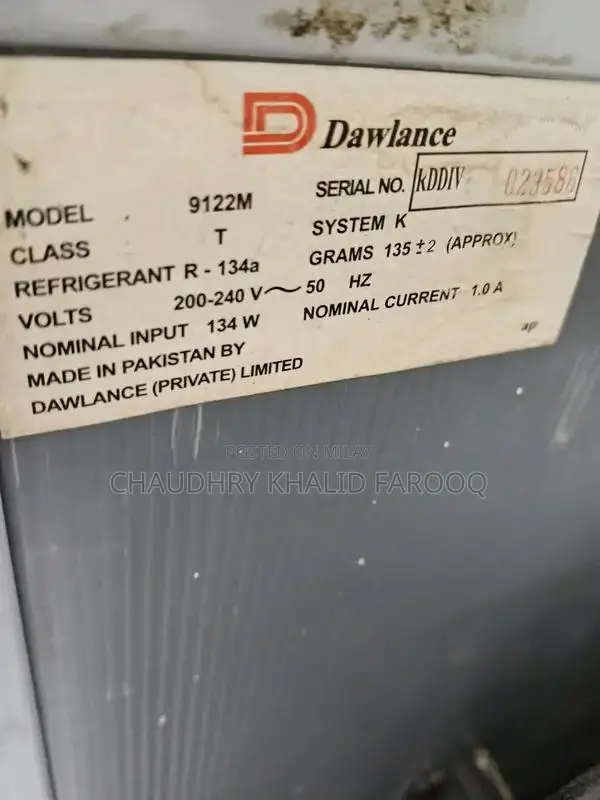 Dawlance
MODEL 9122M SERIAL NO. KDDIV 023586
CLASS T SYSTEM K
REFRIGERANT R - 134a GRAMS 135 ±2 (APPROX)
VOLTS 200-240 V~ 50 HZ
NOMINAL INPUT 134 W NOMINAL CURRENT 1.0 A
MADE IN PAKISTAN BY
DAWLANCE (PRIVATE) LIMITED
ap
POSTED ON MILAY
CHAUDHRY KHALID FAROOQ